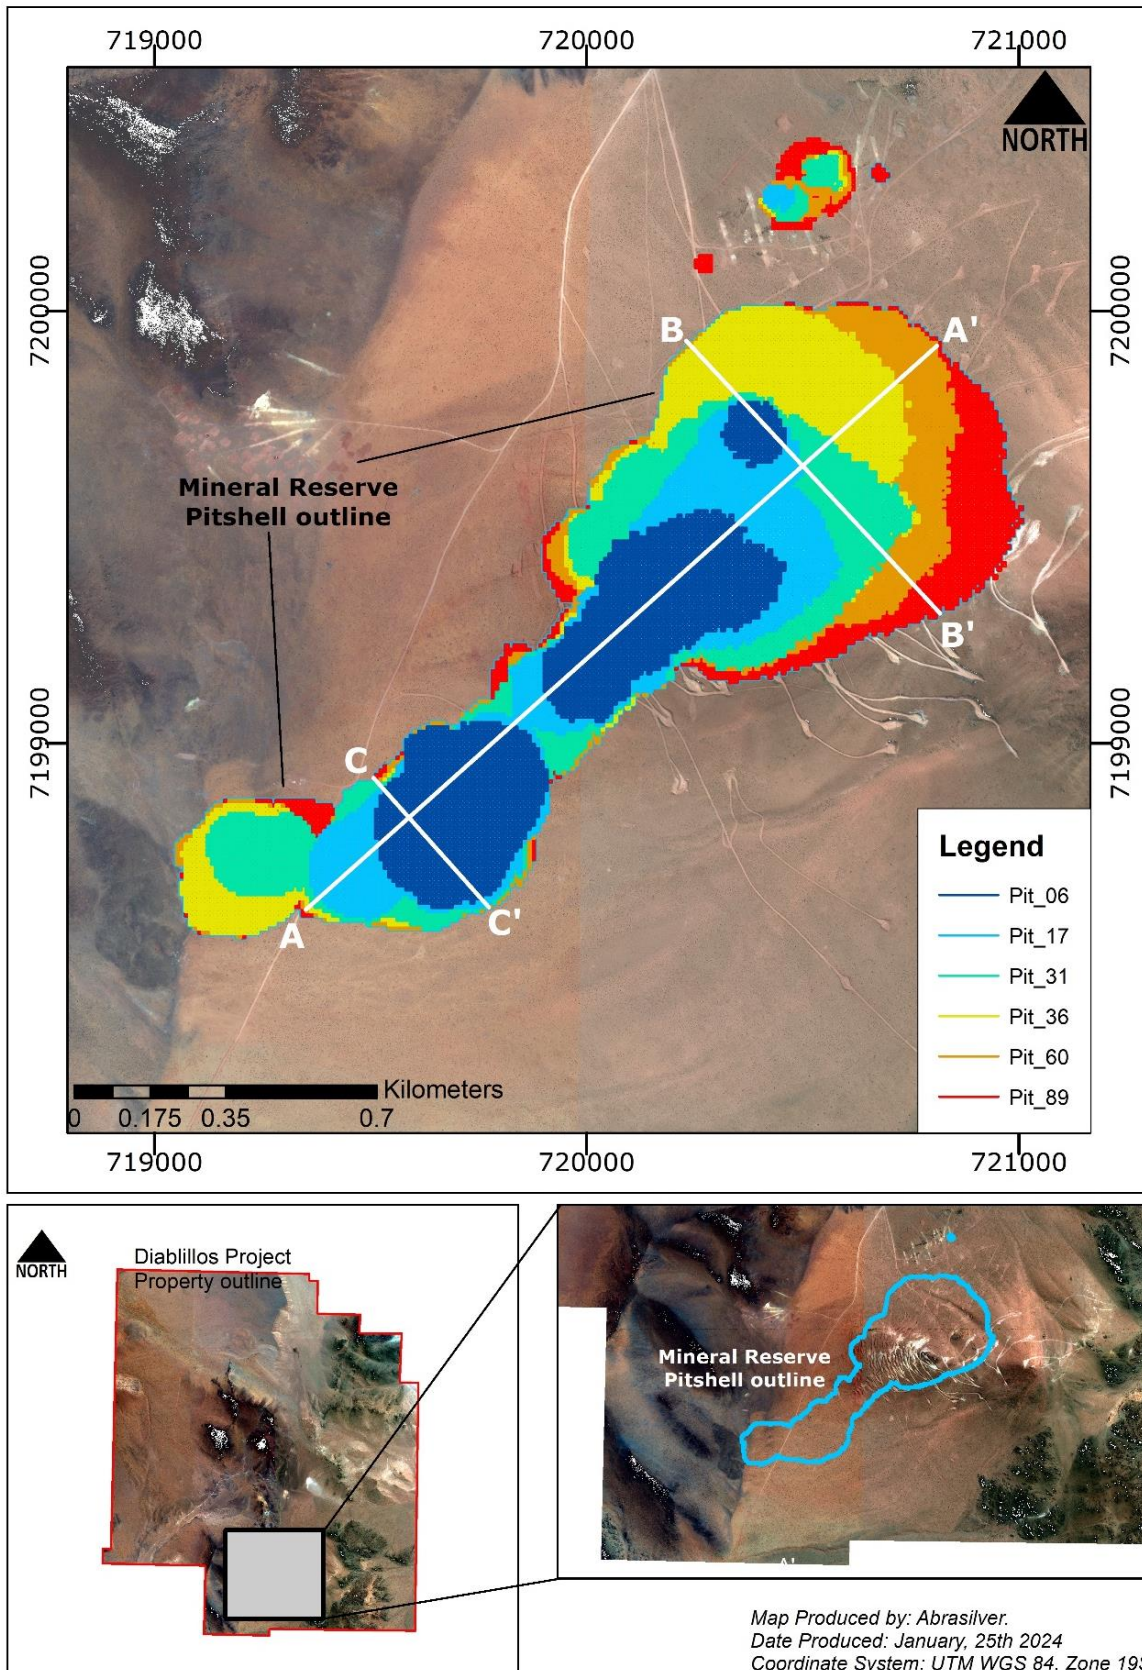 719000 720000 721000
NORTH
7200000 7200000
B A'
Mineral Reserve
Pitshell outline
B'
7199000 7199000
C
A C'
Legend
Pit_06
Pit_17
Pit_31
Pit_36
Pit_60
Pit_89
Kilometers
0 0.175 0.35 0.7
719000 720000 721000
NORTH
Diablillos Project
Property outline
Mineral Reserve
Pitshell outline
A'
Map Produced by: Abrasilver.
Date Produced: January, 25th 2024
Coordinate System: UTM WGS 84, Zone